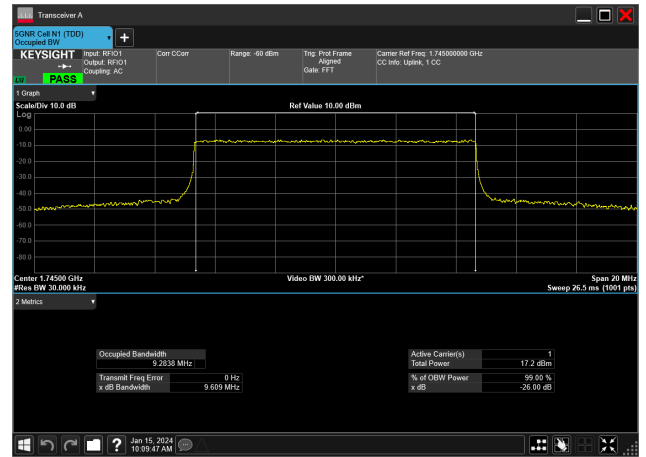 Transceiver A
5GNR Cell N1 (TDD)
Occupied BW
KEYSIGHT
LXI
PASS
Input: RFIO1
Output: RFIO1
Coupling: AC
Corr CCorr
Range: -60 dBm
Trig: Prot Frame
Aligned
Gate: FFT
Carrier Ref Freq: 1.745000000 GHz
CC Info: Uplink, 1 CC
1 Graph
Scale/Div 10.0 dB
Ref Value 10.00 dBm
Log
0.00
-10.0
-20.0
-30.0
-40.0
-50.0
-60.0
-70.0
-80.0
Center 1.74500 GHz
Video BW 300.00 kHz*
Span 20 MHz
#Res BW 30.000 kHz
Sweep 26.5 ms (1001 pts)
2 Metrics
Occupied Bandwidth
9.2838 MHz
Transmit Freq Error 0 Hz
x dB Bandwidth 9.609 MHz
Active Carrier(s) 1
Total Power 17.2 dBm
% of OBW Power 99.00 %
x dB -26.00 dB
Jan 15, 2024
10:09:47 AM